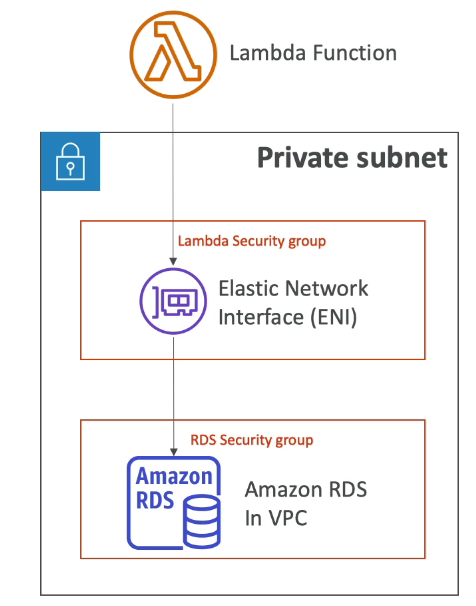 Lambda Function
Private subnet
Lambda Security group
Elastic Network
Interface (ENI)
RDS Security group
Amazon
RDS
Amazon RDS
In VPC